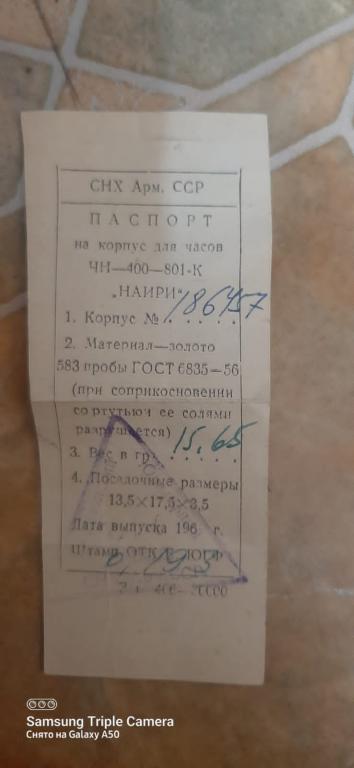 СНХ Арм. ССР
ПАСПОРТ
на корпус для часов
ЧН—400—801-К
„НАИРИ“
1. Корпус № 186457
2. Материал—золото
583 пробы ГОСТ 6835—56
(при соприкосновении
со ртутью и ее солями
разрушается)
3. Вес в гр. 15,65
4. Посадочные размеры
13,5×17,5×3,5
Дата выпуска 196 г.
Штамп ОТК
Samsung Triple Camera
Снято на Galaxy A50